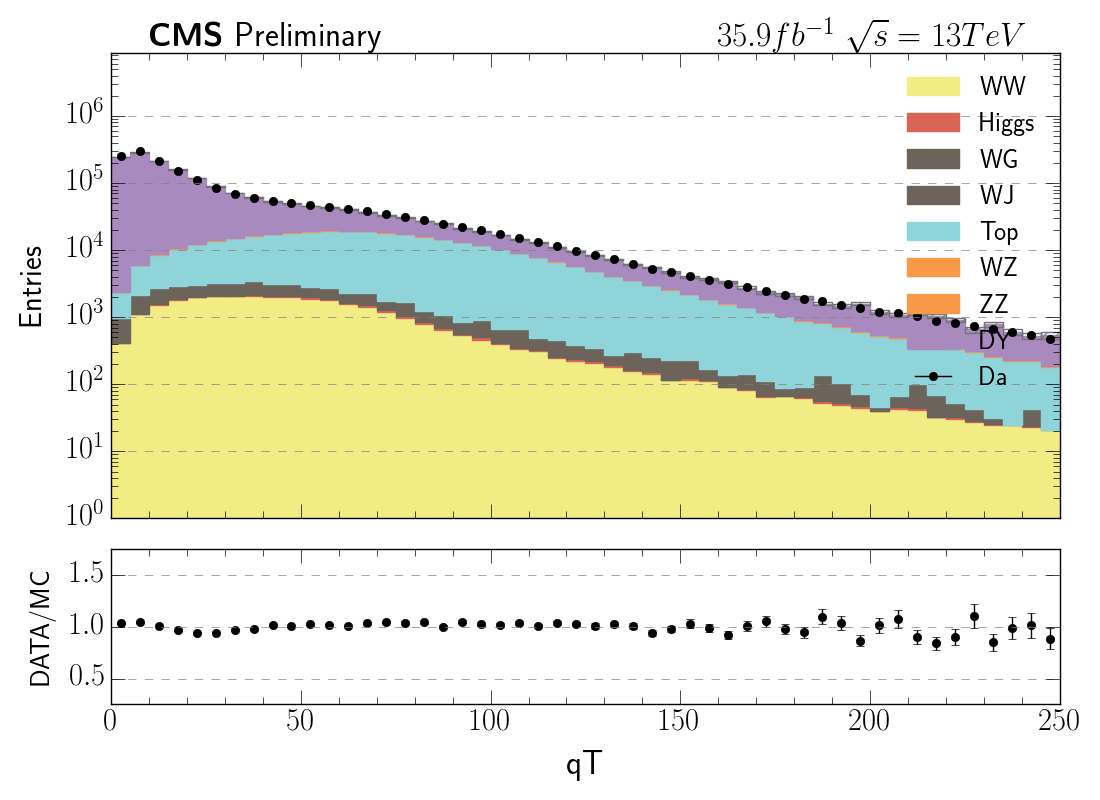 CMS Preliminary 35.9fb⁻¹ √s = 13TeV
Entries
10⁶
10⁵
10⁴
10³
10²
10¹
10⁰
WW
Higgs
WG
WJ
Top
WZ
ZZ
DY
Da
DATA/MC
1.5
1.0
0.5
0 50 100 150 200 250
qT